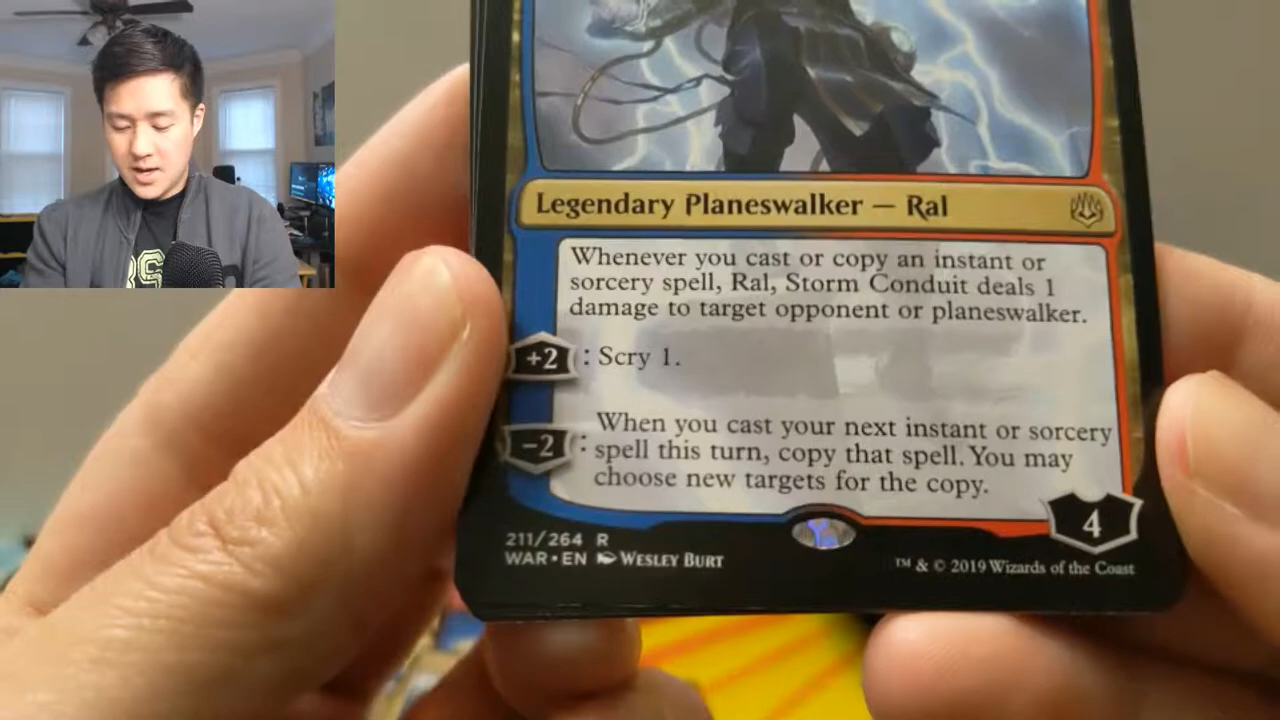 Legendary Planeswalker — Ral
Whenever you cast or copy an instant or
sorcery spell, Ral, Storm Conduit deals 1
damage to target opponent or planeswalker.
+2 : Scry 1.
When you cast your next instant or sorcery
−2 : spell this turn, copy that spell. You may
choose new targets for the copy.
4
211/264 R
WAR • EN Wesley Burt
™ & © 2019 Wizards of the Coast